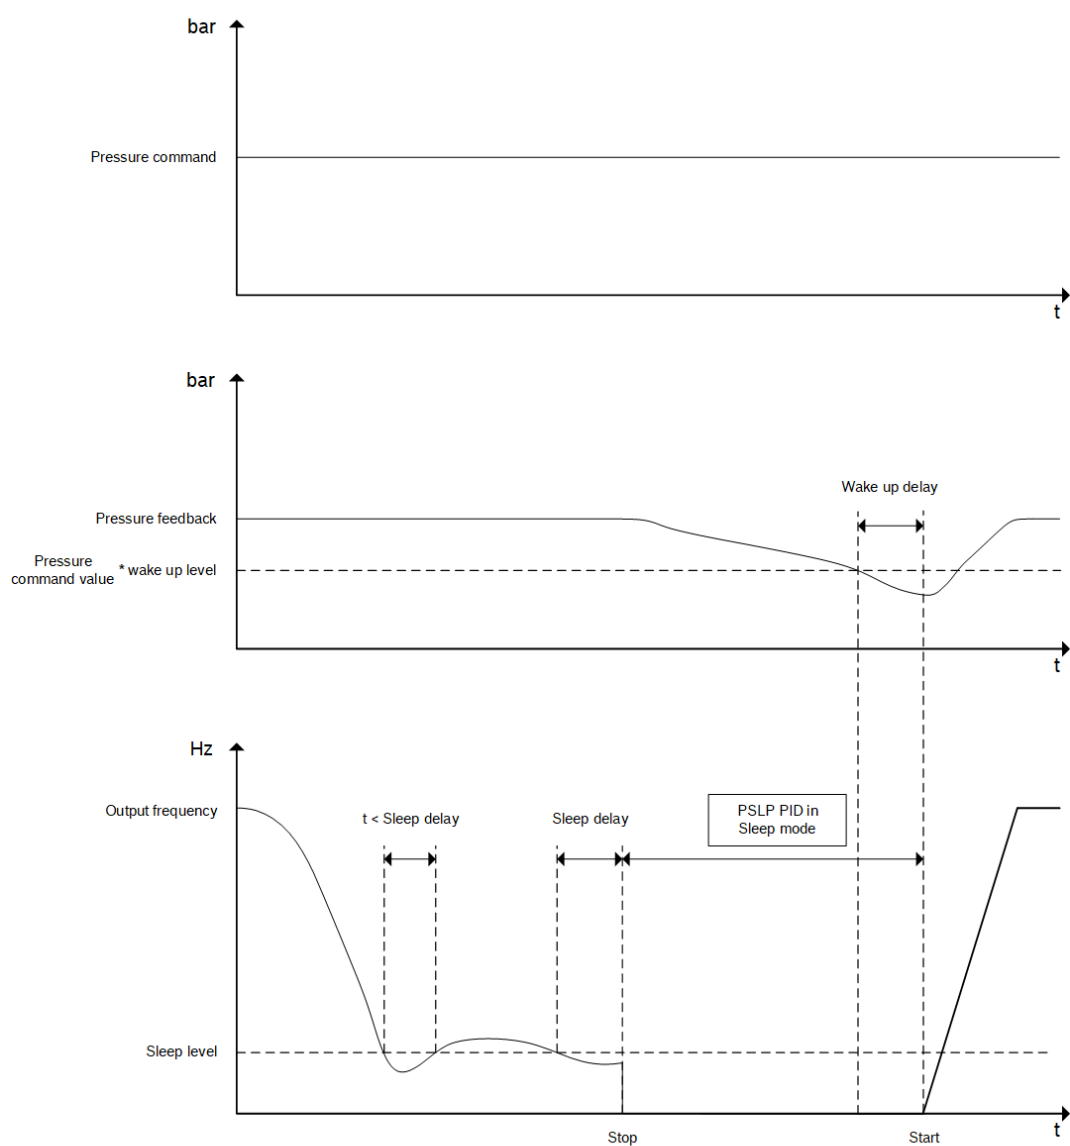 bar
Pressure command
t
bar
Wake up delay
Pressure feedback
Pressure
command value
* wake up level
t
Hz
Output frequency
t < Sleep delay
Sleep delay
PSLP PID in
Sleep mode
Sleep level
t
Stop
Start